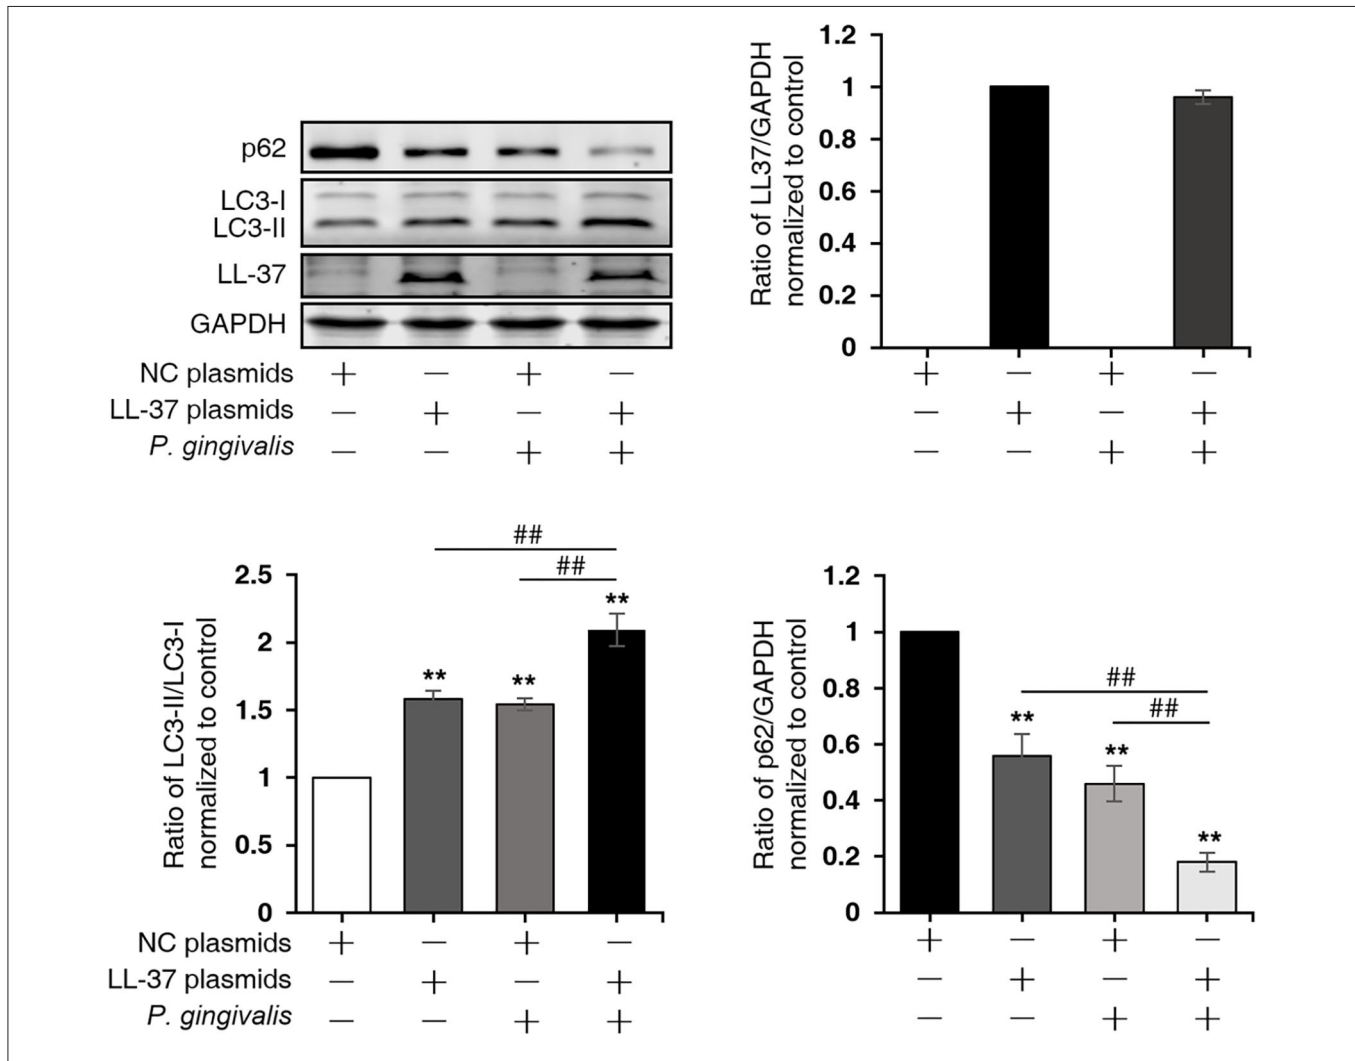 p62
LC3-I
LC3-II
LL-37
GAPDH
NC plasmids + — + —
LL-37 plasmids — + — +
P. gingivalis — — + +
Ratio of LL37/GAPDH
normalized to control
1.2
1
0.8
0.6
0.4
0.2
0
+ — + —
— + — +
— — + +
Ratio of LC3-II/LC3-I
normalized to control
2.5
2
1.5
1
0.5
0
##
##
**
**
**
NC plasmids + — + —
LL-37 plasmids — + — +
P. gingivalis — — + +
Ratio of p62/GAPDH
normalized to control
1.2
1
0.8
0.6
0.4
0.2
0
##
##
**
**
**
+ — + —
— + — +
— — + +